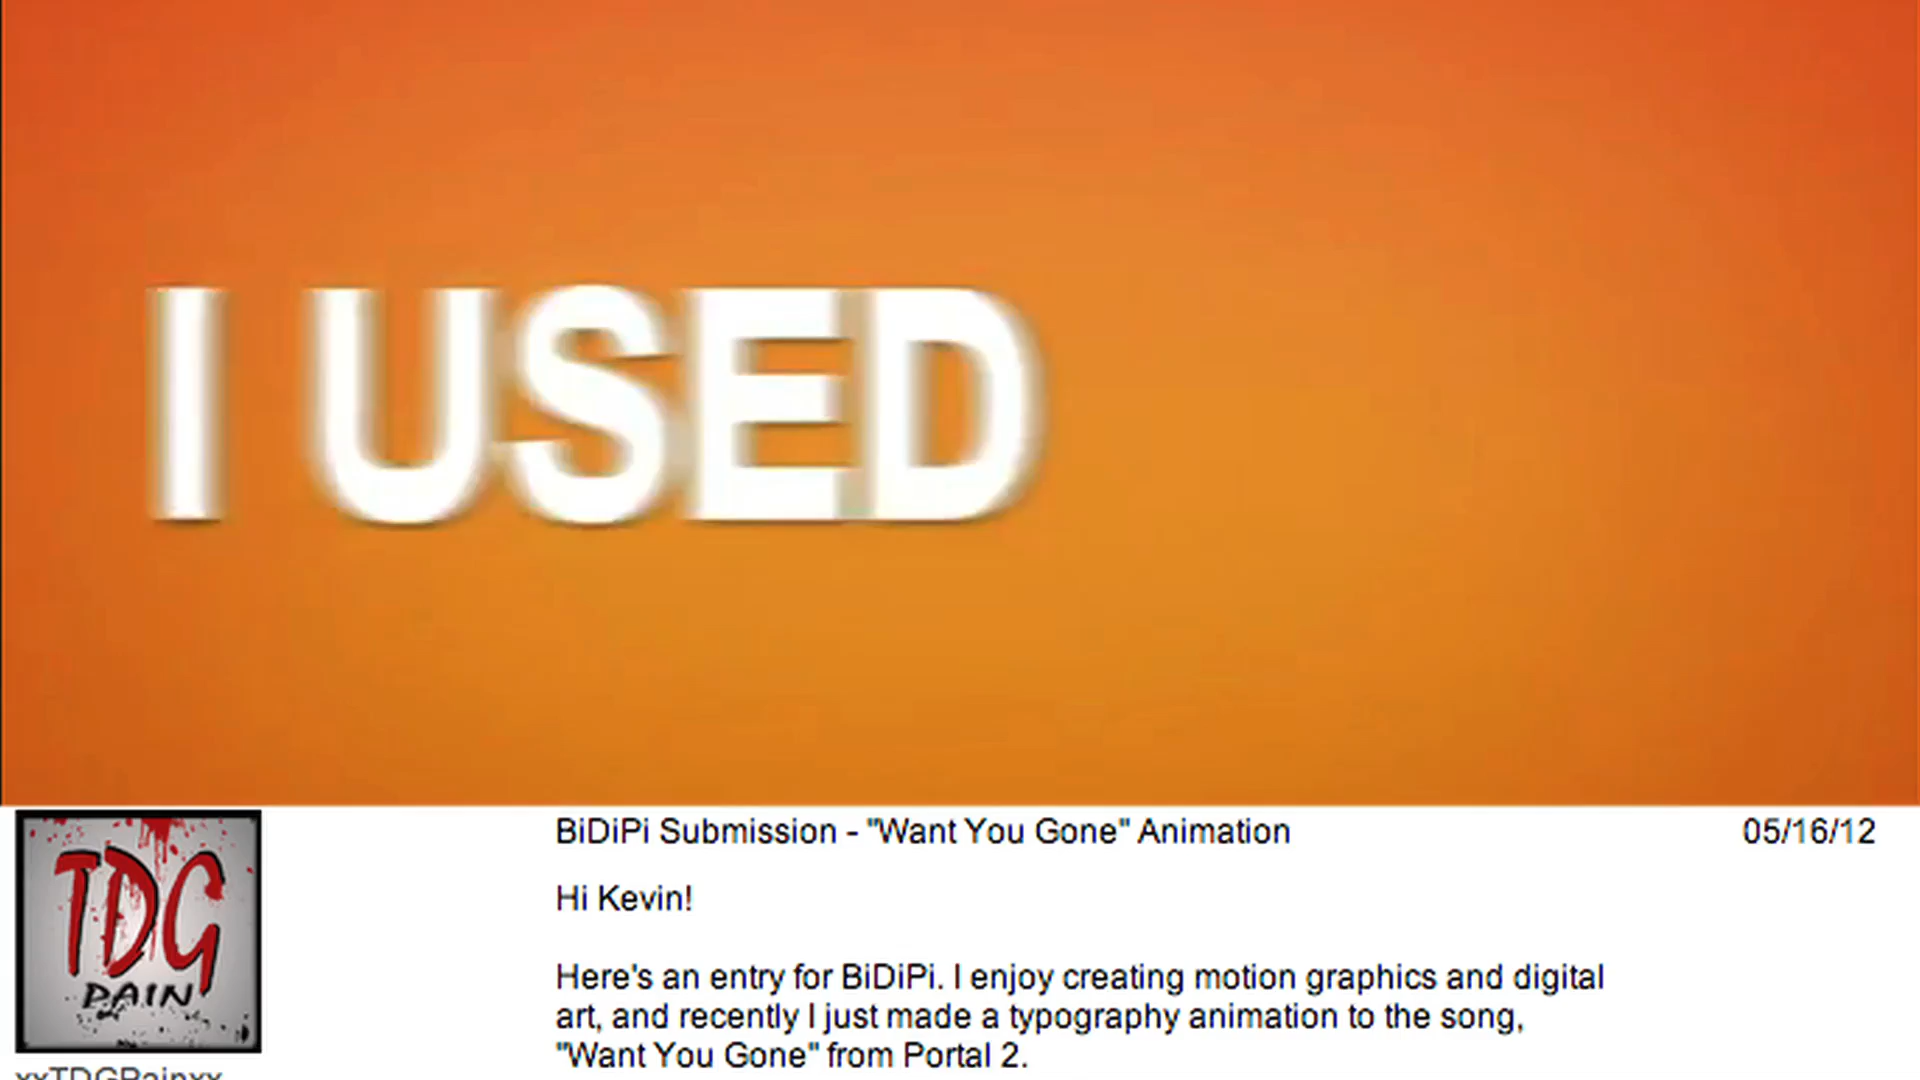 I USED
TDG
PAIN
xxTDGPainxx
BiDiPi Submission - "Want You Gone" Animation
05/16/12
Hi Kevin!
Here's an entry for BiDiPi. I enjoy creating motion graphics and digital
art, and recently I just made a typography animation to the song,
"Want You Gone" from Portal 2.